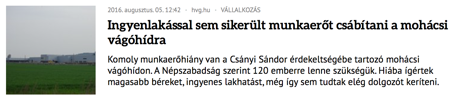 2016. augusztus. 05. 12:42 • hvg.hu • VÁLLALKOZÁS
Ingyenlakással sem sikerült munkaerőt csábítani a mohácsi
vágóhídra
Komoly munkaerőhiány van a Csányi Sándor érdekeltségébe tartozó mohácsi
vágóhídon. A Népszabadság szerint 120 emberre lenne szükségük. Hiába ígértek
magasabb béreket, ingyenes lakhatást, még így sem tudtak elég dolgozót keríteni.